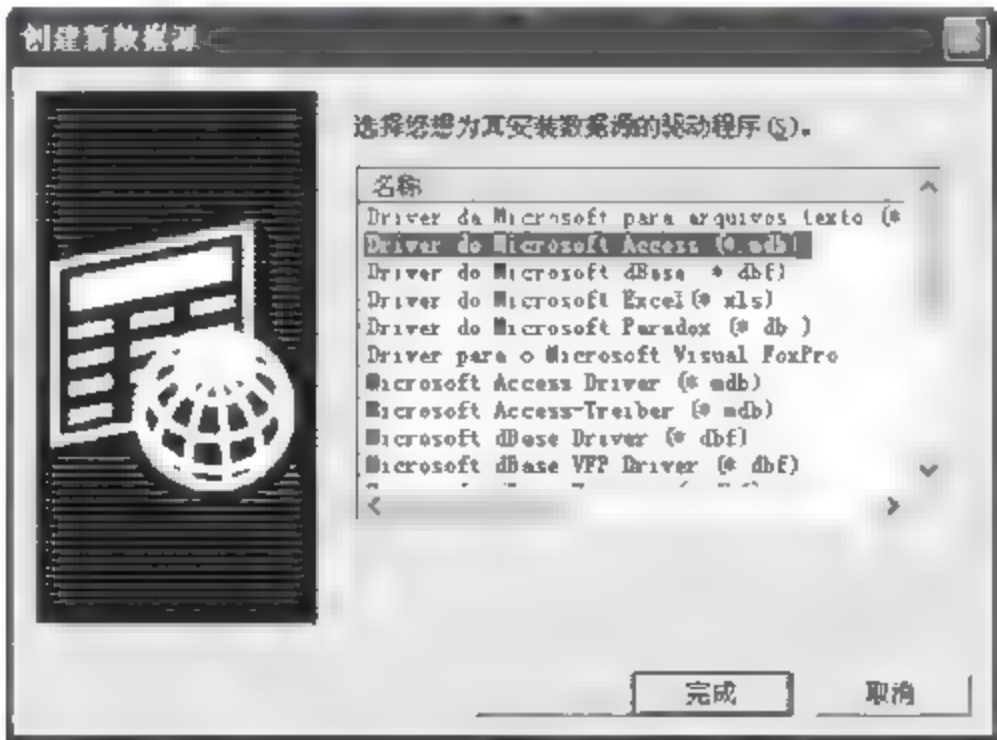 创建新数据源
选择您想为其安装数据源的驱动程序(S)。
名称
Driver da Microsoft para arquivos texto (*
Driver do Microsoft Access (*.mdb)
Driver do Microsoft dBase (*.dbf)
Driver do Microsoft Excel(*.xls)
Driver do Microsoft Paradox (*.db )
Driver para o Microsoft Visual FoxPro
Microsoft Access Driver (*.mdb)
Microsoft Access-Treiber (*.mdb)
Microsoft dBase Driver (*.dbf)
Microsoft dBase VFP Driver (*.dbf)
完成
取消